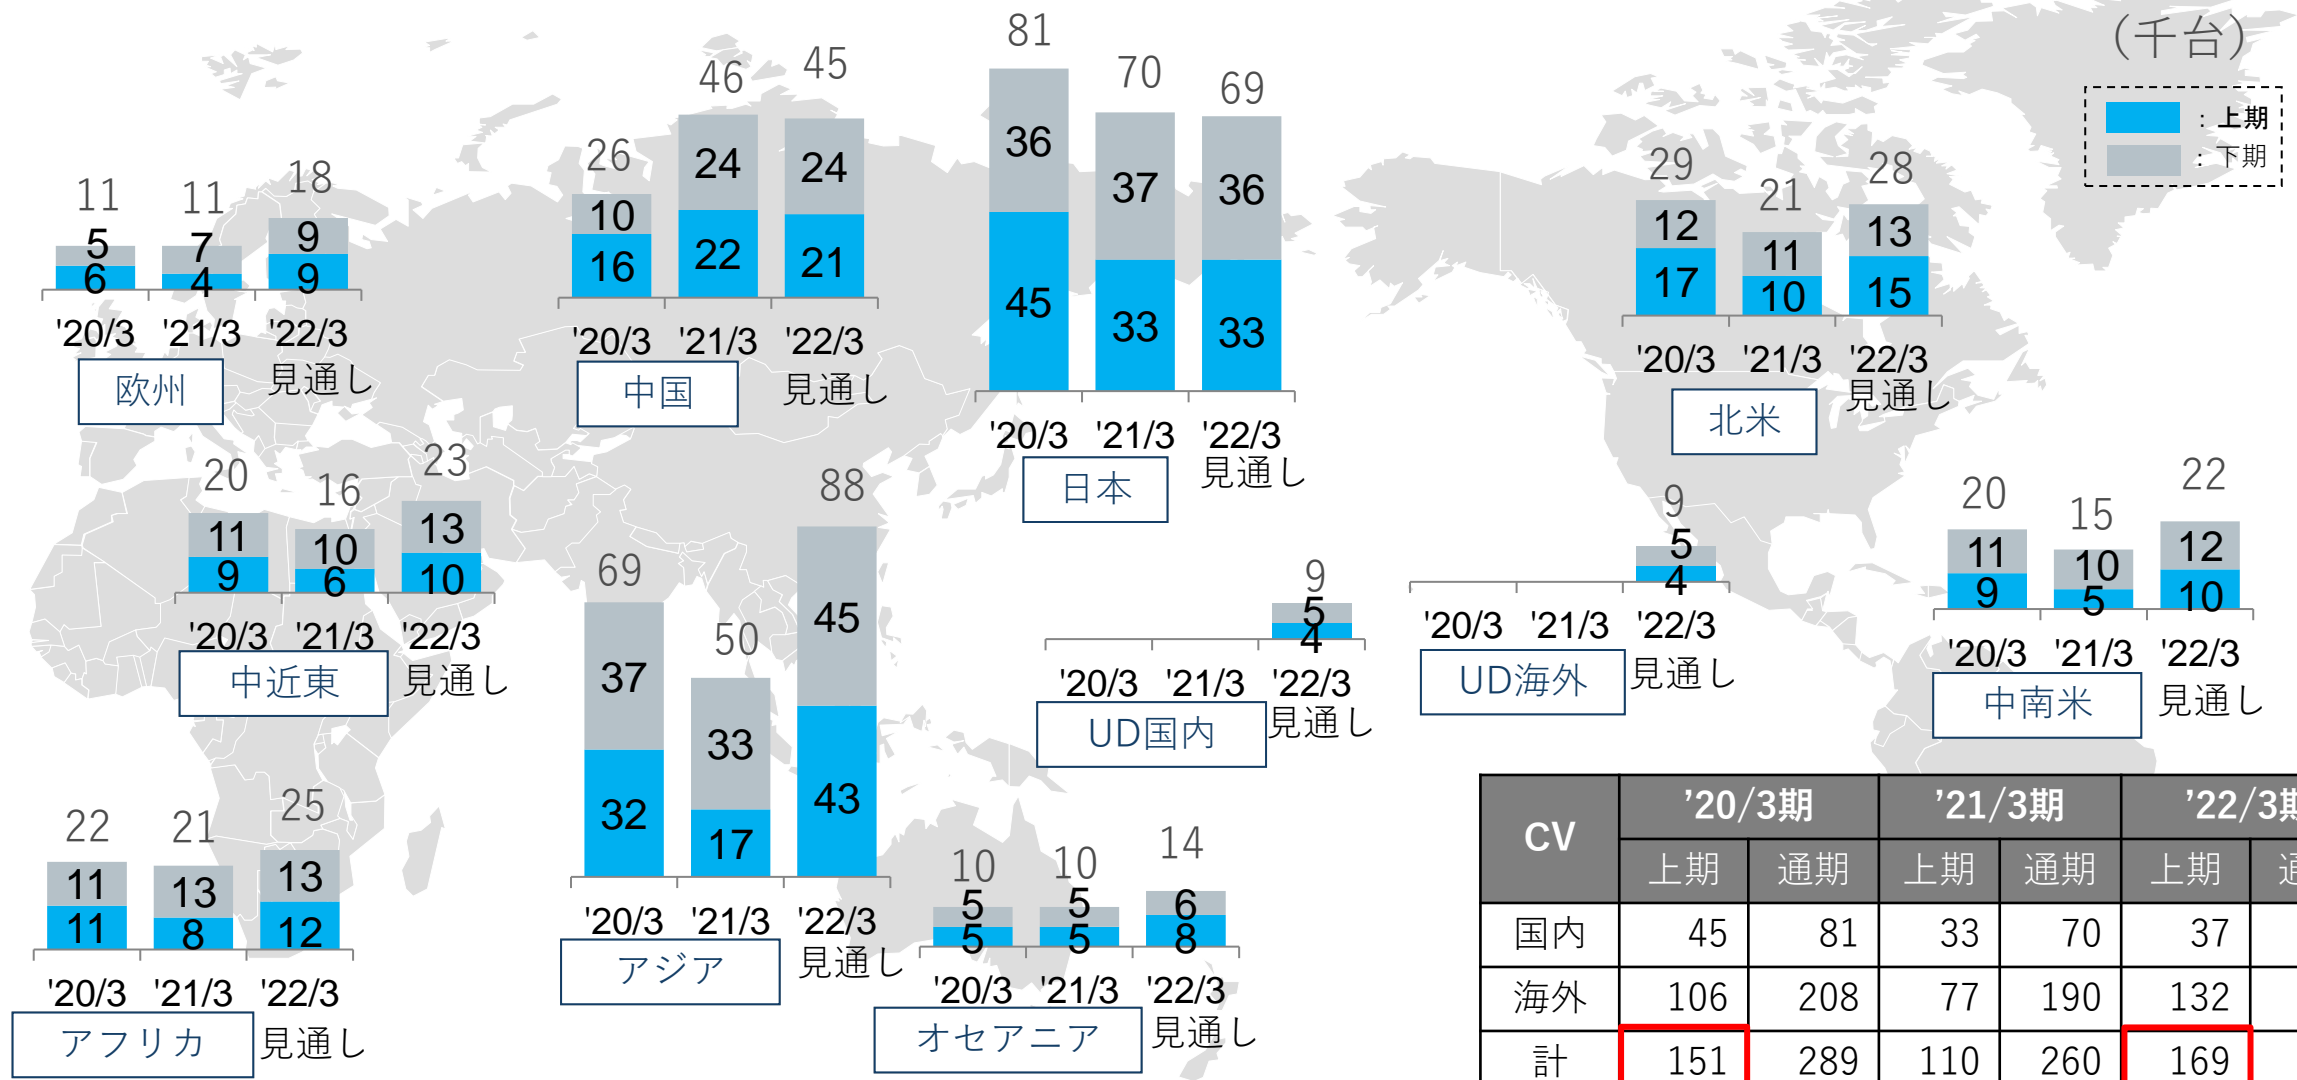 (千台)
: 上期
: 下期
11 11 18
5 7 9
6 4 9
'20/3 '21/3 '22/3
見通し
欧州
26 46 45
10 24 24
16 22 21
'20/3 '21/3 '22/3
見通し
中国
81 70 69
36 37 36
45 33 33
'20/3 '21/3 '22/3
見通し
日本
29 21 28
12 11 13
17 10 15
'20/3 '21/3 '22/3
見通し
北米
20 16 23
11 10 13
9 6 10
'20/3 '21/3 '22/3
見通し
中近東
69 50 88
37 33 45
32 17 43
'20/3 '21/3 '22/3
見通し
アジア
9
5
4
'20/3 '21/3 '22/3
見通し
UD国内
9
5
4
'20/3 '21/3 '22/3
見通し
UD海外
20 15 22
11 10 12
9 5 10
'20/3 '21/3 '22/3
見通し
中南米
22 21 25
11 13 13
11 8 12
'20/3 '21/3 '22/3
見通し
アフリカ
10 10 14
5 5 6
5 5 8
'20/3 '21/3 '22/3
見通し
オセアニア
CV ’20/3期 ’21/3期 ’22/3期
上期 通期 上期 通期 上期
国内 45 81 33 70 37
海外 106 208 77 190 132
計 151 289 110 260 169